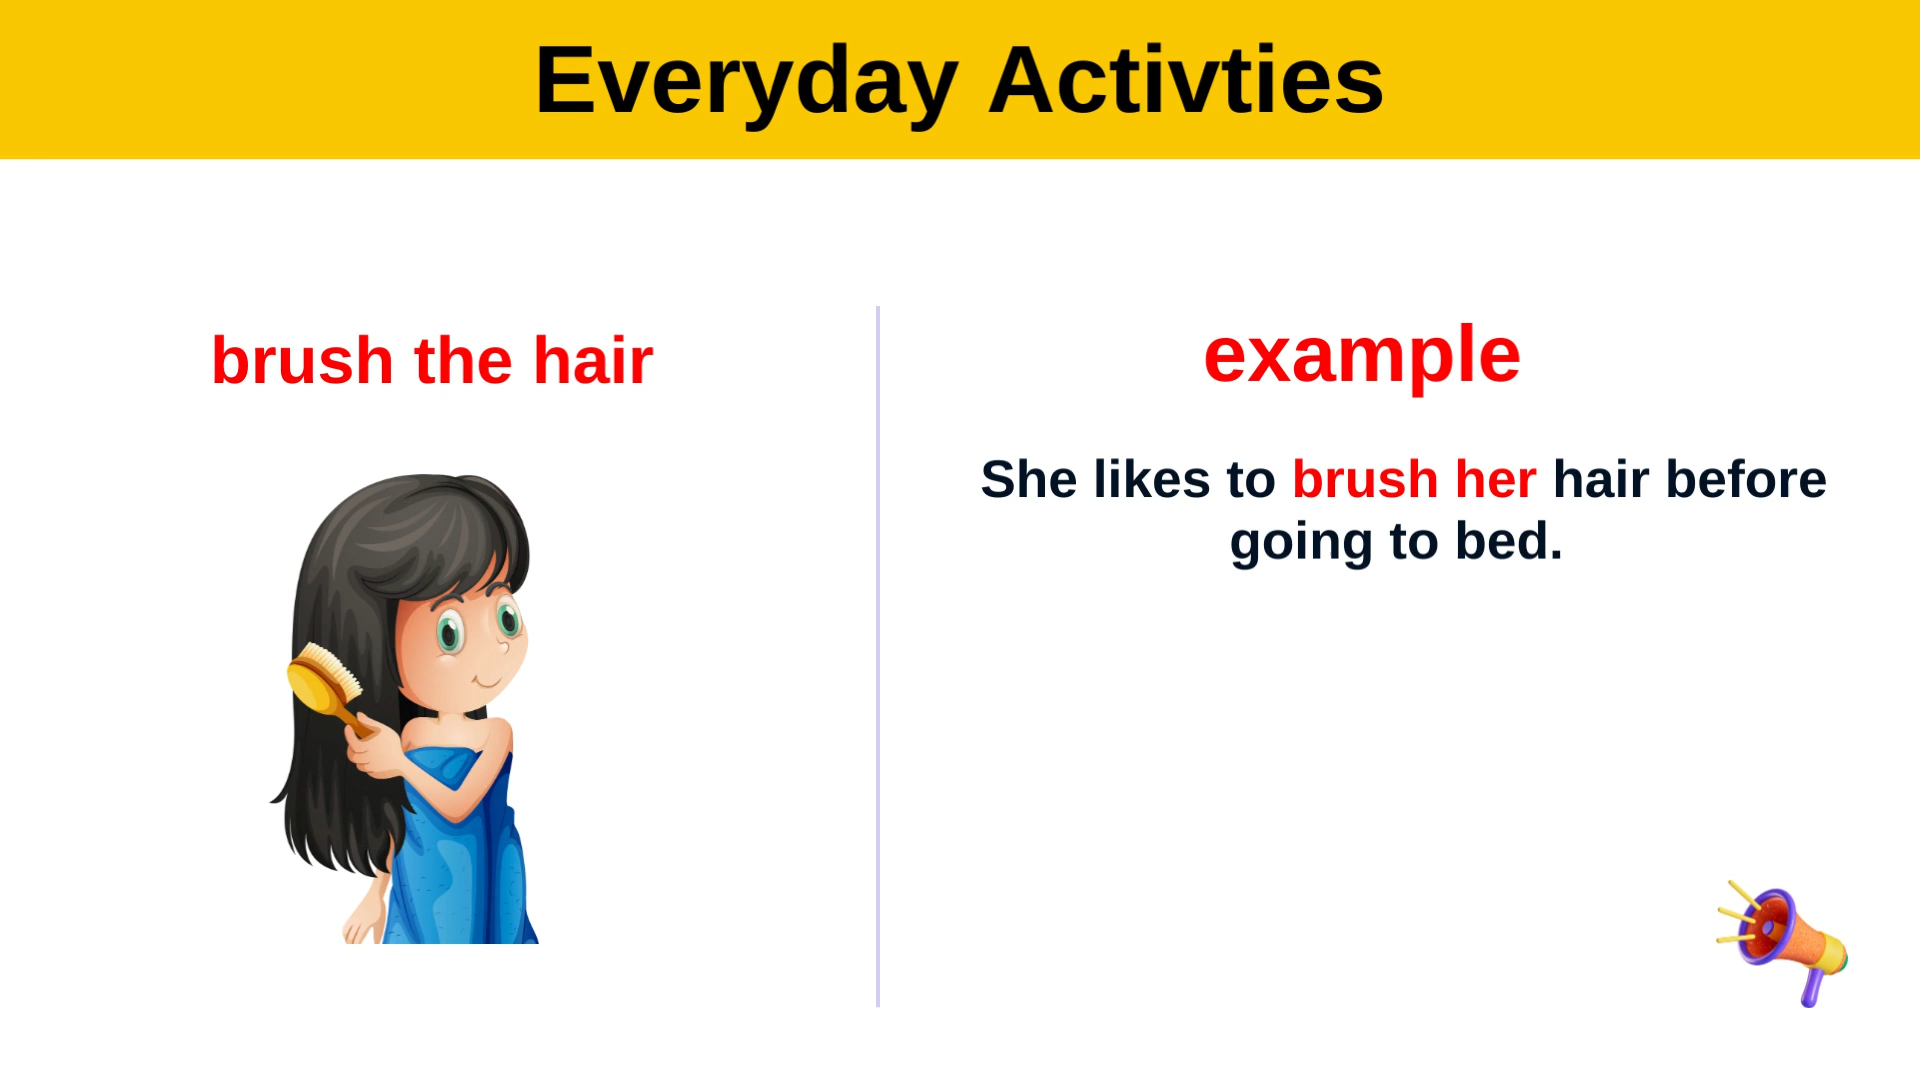 Everyday Activties
brush the hair
example
She likes to brush her hair before
going to bed.